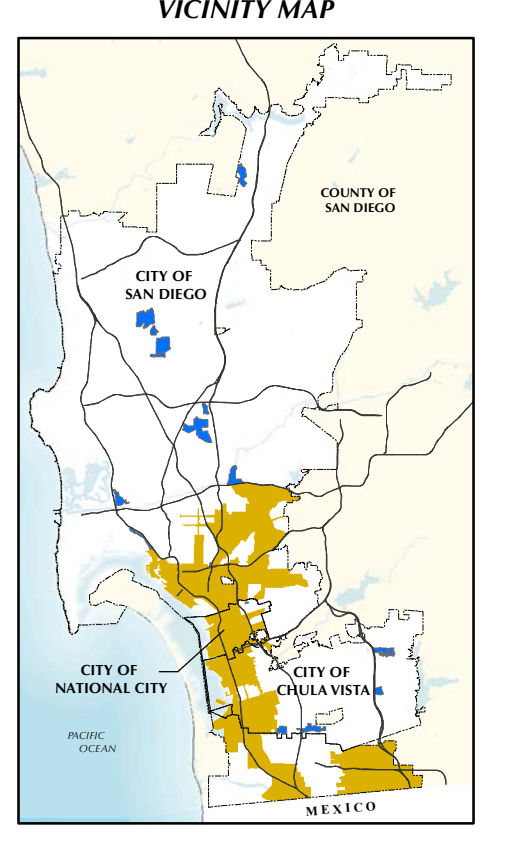 VICINITY MAP
COUNTY OF
SAN DIEGO
CITY OF
SAN DIEGO
CITY OF
NATIONAL CITY
CITY OF
CHULA VISTA
PACIFIC
OCEAN
MEXICO